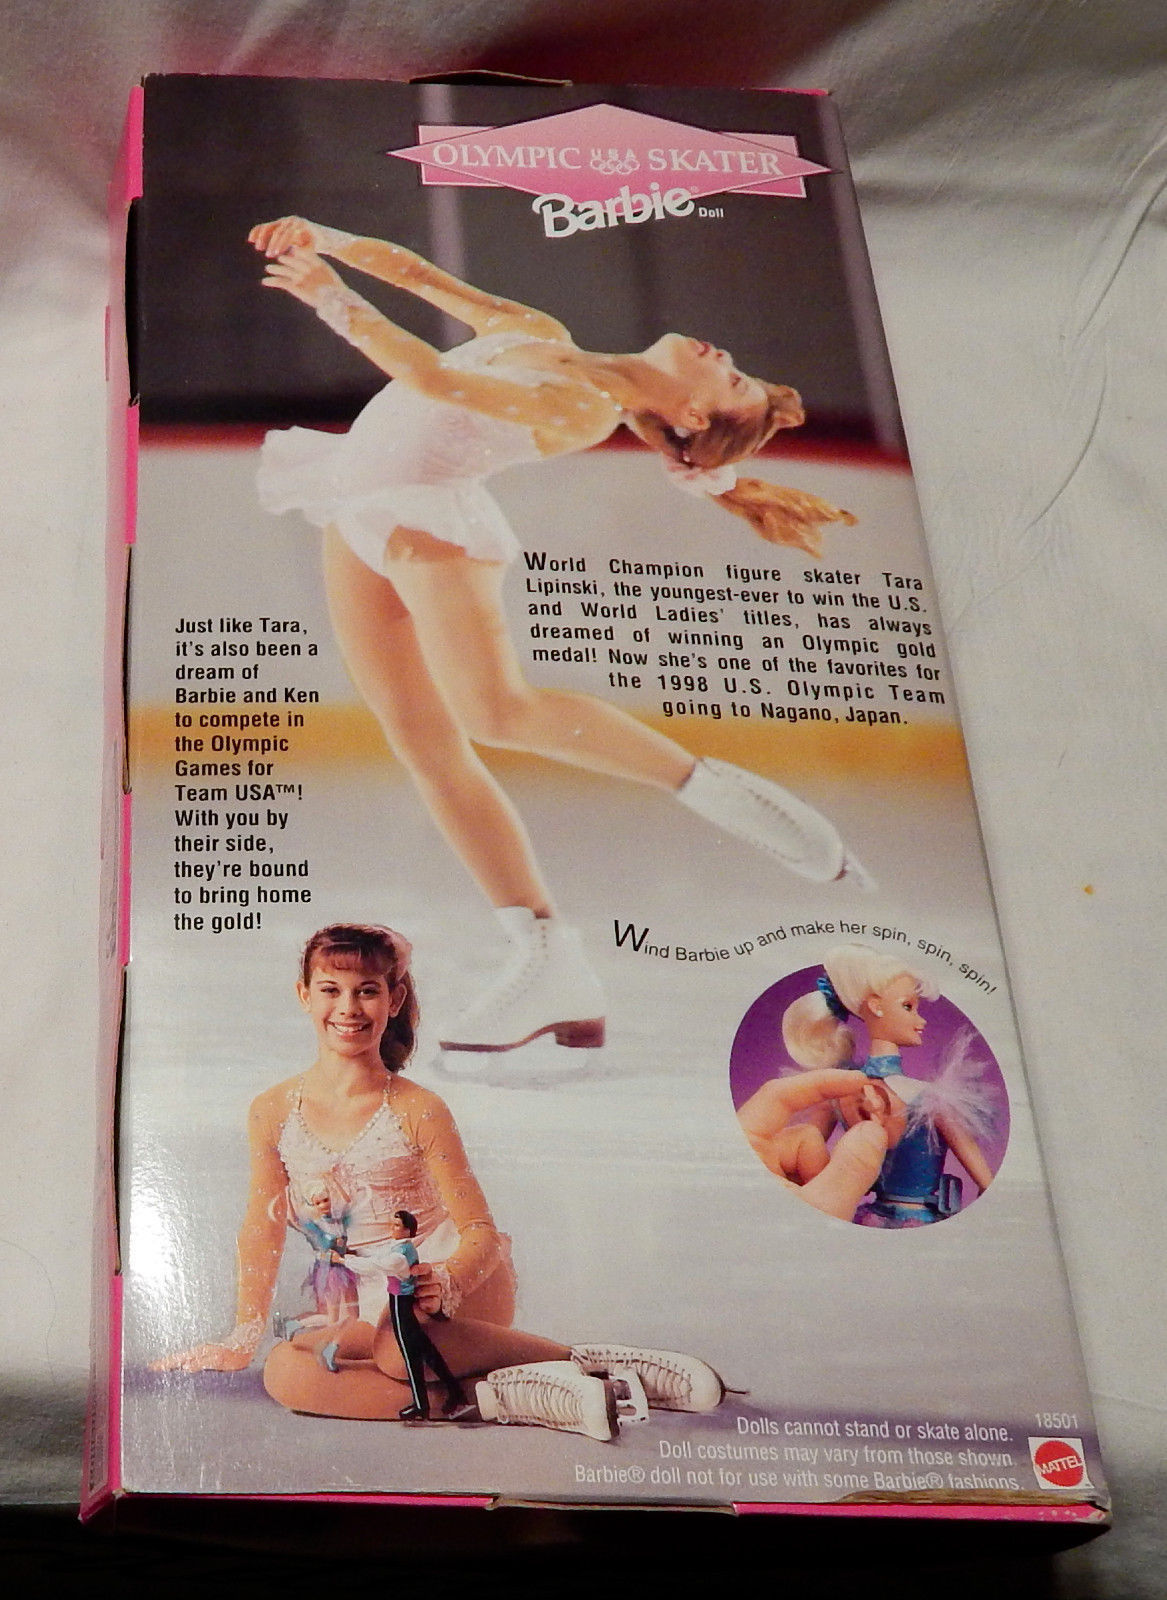 OLYMPIC USA SKATER
Barbie® Doll
World Champion figure skater Tara
Lipinski, the youngest-ever to win the U.S.
and World Ladies' titles, has always
dreamed of winning an Olympic gold
medal! Now she's one of the favorites for
the 1998 U.S. Olympic Team
going to Nagano, Japan.
Just like Tara,
it's also been a
dream of
Barbie and Ken
to compete in
the Olympic
Games for
Team USA™!
With you by
their side,
they're bound
to bring home
the gold!
Wind Barbie up and make her spin, spin, spin!
Dolls cannot stand or skate alone.
Doll costumes may vary from those shown.
Barbie® doll not for use with some Barbie® fashions.
18501
MATTEL